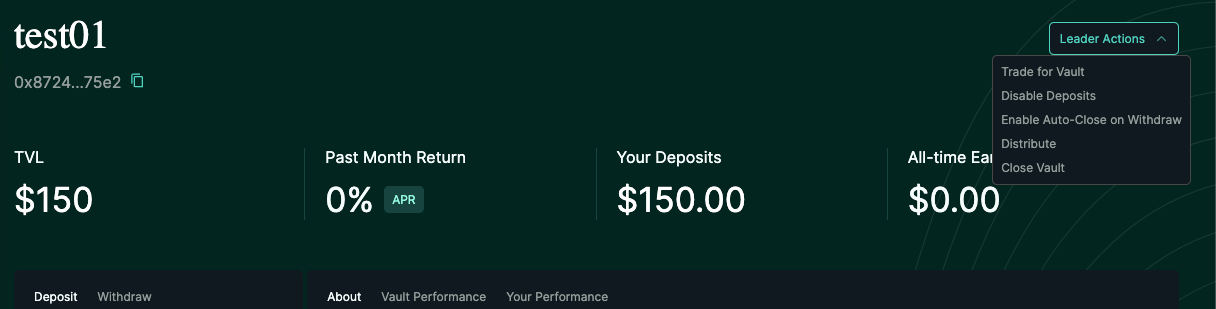 test01
Leader Actions
0x8724...75e2
Trade for Vault
Disable Deposits
Enable Auto-Close on Withdraw
Distribute
Close Vault
TVL
$150
Past Month Return
0% APR
Your Deposits
$150.00
All-time Ea
$0.00
Deposit Withdraw
About Vault Performance Your Performance